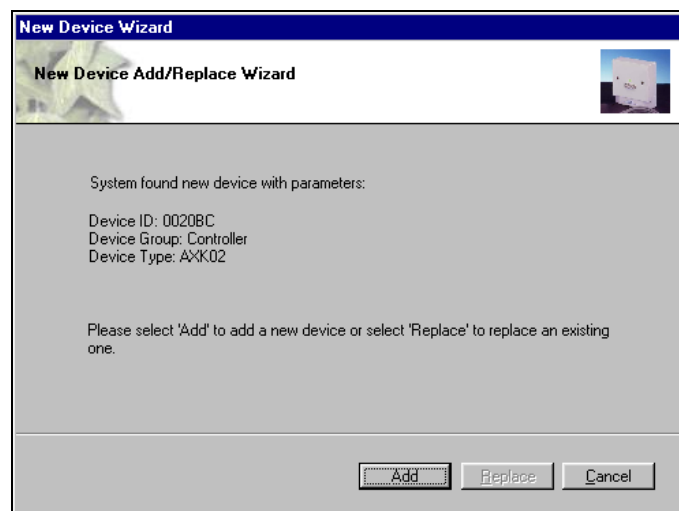 New Device Wizard
New Device Add/Replace Wizard
System found new device with parameters:
Device ID: 0020BC
Device Group: Controller
Device Type: AXK02
Please select 'Add' to add a new device or select 'Replace' to replace an existing
one.
Add Replace Cancel